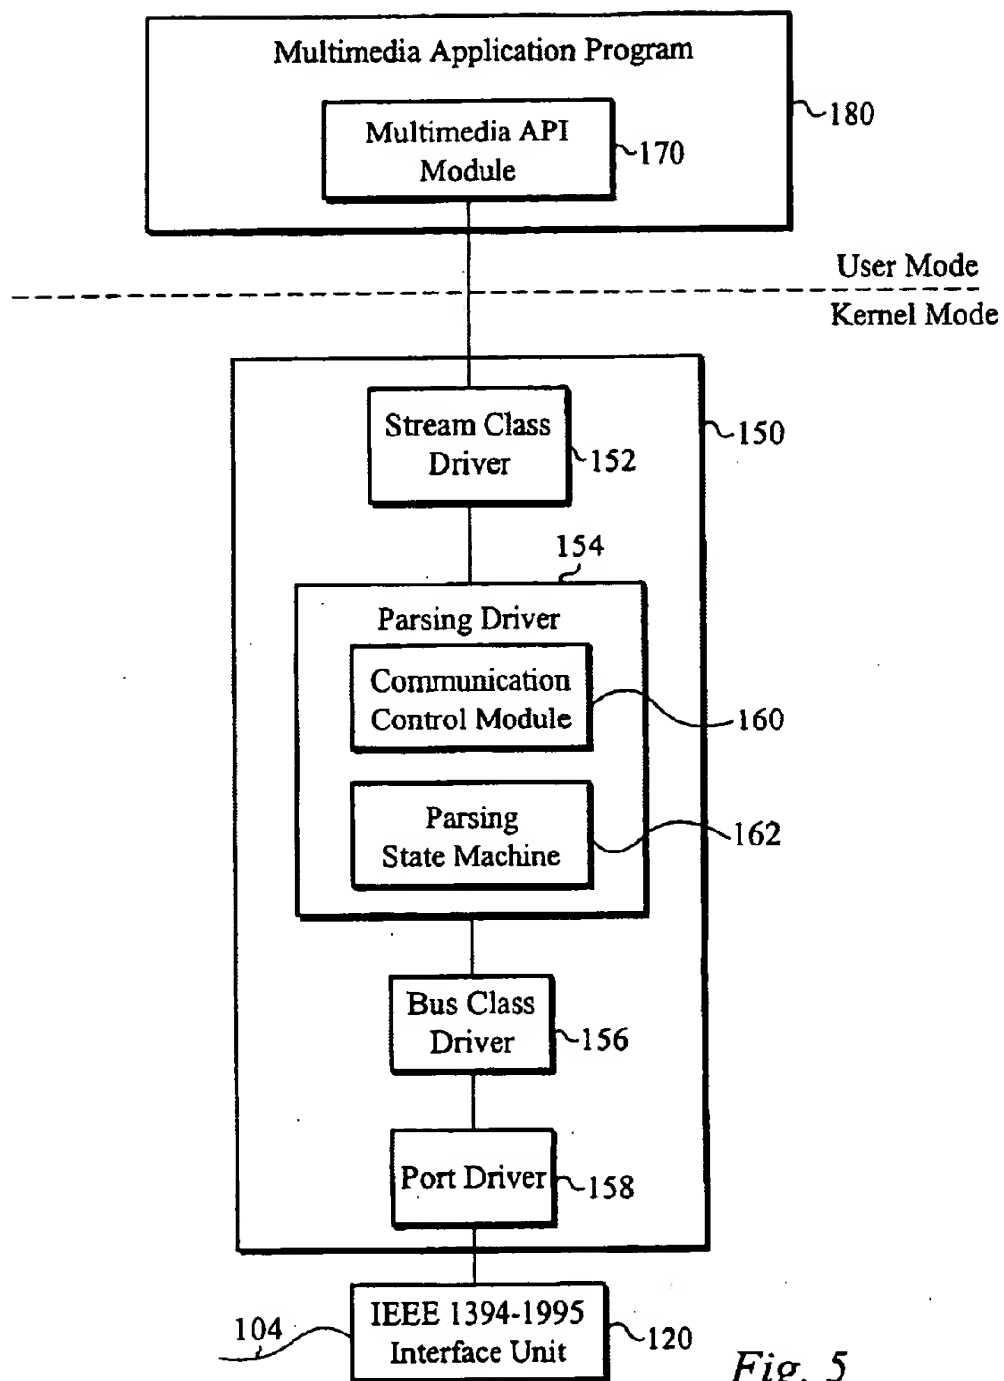 Multimedia Application Program
180
Multimedia API
Module
170
User Mode
Kernel Mode
150
Stream Class
Driver
152
154
Parsing Driver
Communication
Control Module
160
Parsing
State Machine
162
Bus Class
Driver
156
Port Driver
158
104
IEEE 1394-1995
Interface Unit
120
Fig. 5